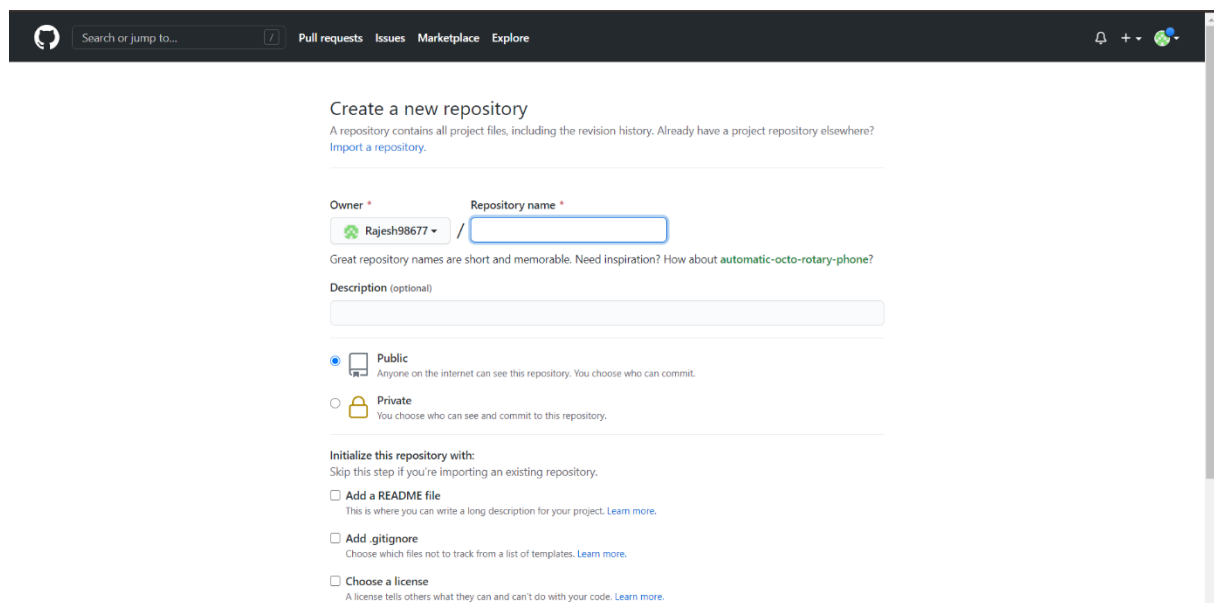 Search or jump to... /
Pull requests Issues Marketplace Explore
Create a new repository
A repository contains all project files, including the revision history. Already have a project repository elsewhere?
Import a repository.
Owner * Repository name *
Rajesh98677 /
Great repository names are short and memorable. Need inspiration? How about automatic-octo-rotary-phone?
Description (optional)
Public
Anyone on the internet can see this repository. You choose who can commit.
Private
You choose who can see and commit to this repository.
Initialize this repository with:
Skip this step if you're importing an existing repository.
Add a README file
This is where you can write a long description for your project. Learn more.
Add .gitignore
Choose which files not to track from a list of templates. Learn more.
Choose a license
A license tells others what they can and can't do with your code. Learn more.